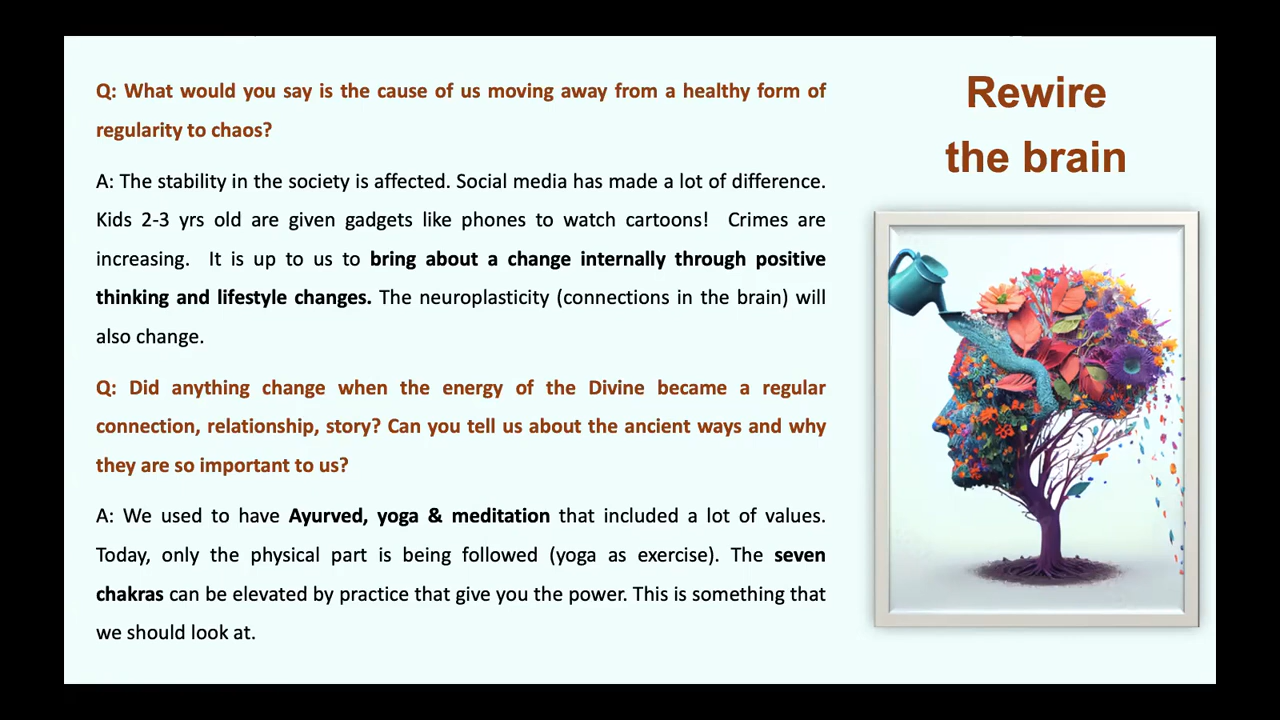 Q: What would you say is the cause of us moving away from a healthy form of
regularity to chaos?
A: The stability in the society is affected. Social media has made a lot of difference.
Kids 2-3 yrs old are given gadgets like phones to watch cartoons! Crimes are
increasing. It is up to us to bring about a change internally through positive
thinking and lifestyle changes. The neuroplasticity (connections in the brain) will
also change.
Q: Did anything change when the energy of the Divine became a regular
connection, relationship, story? Can you tell us about the ancient ways and why
they are so important to us?
A: We used to have Ayurved, yoga & meditation that included a lot of values.
Today, only the physical part is being followed (yoga as exercise). The seven
chakras can be elevated by practice that give you the power. This is something that
we should look at.
Rewire
the brain